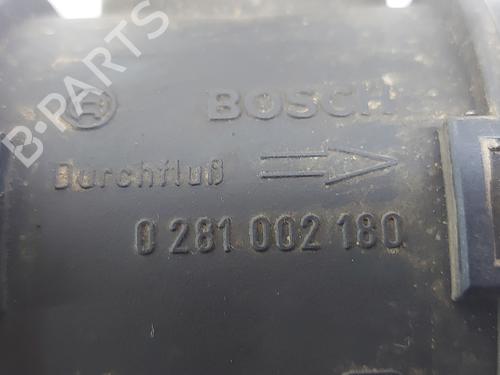 B-PARTS
BOSCH
Durchfluß
0 281 002 180